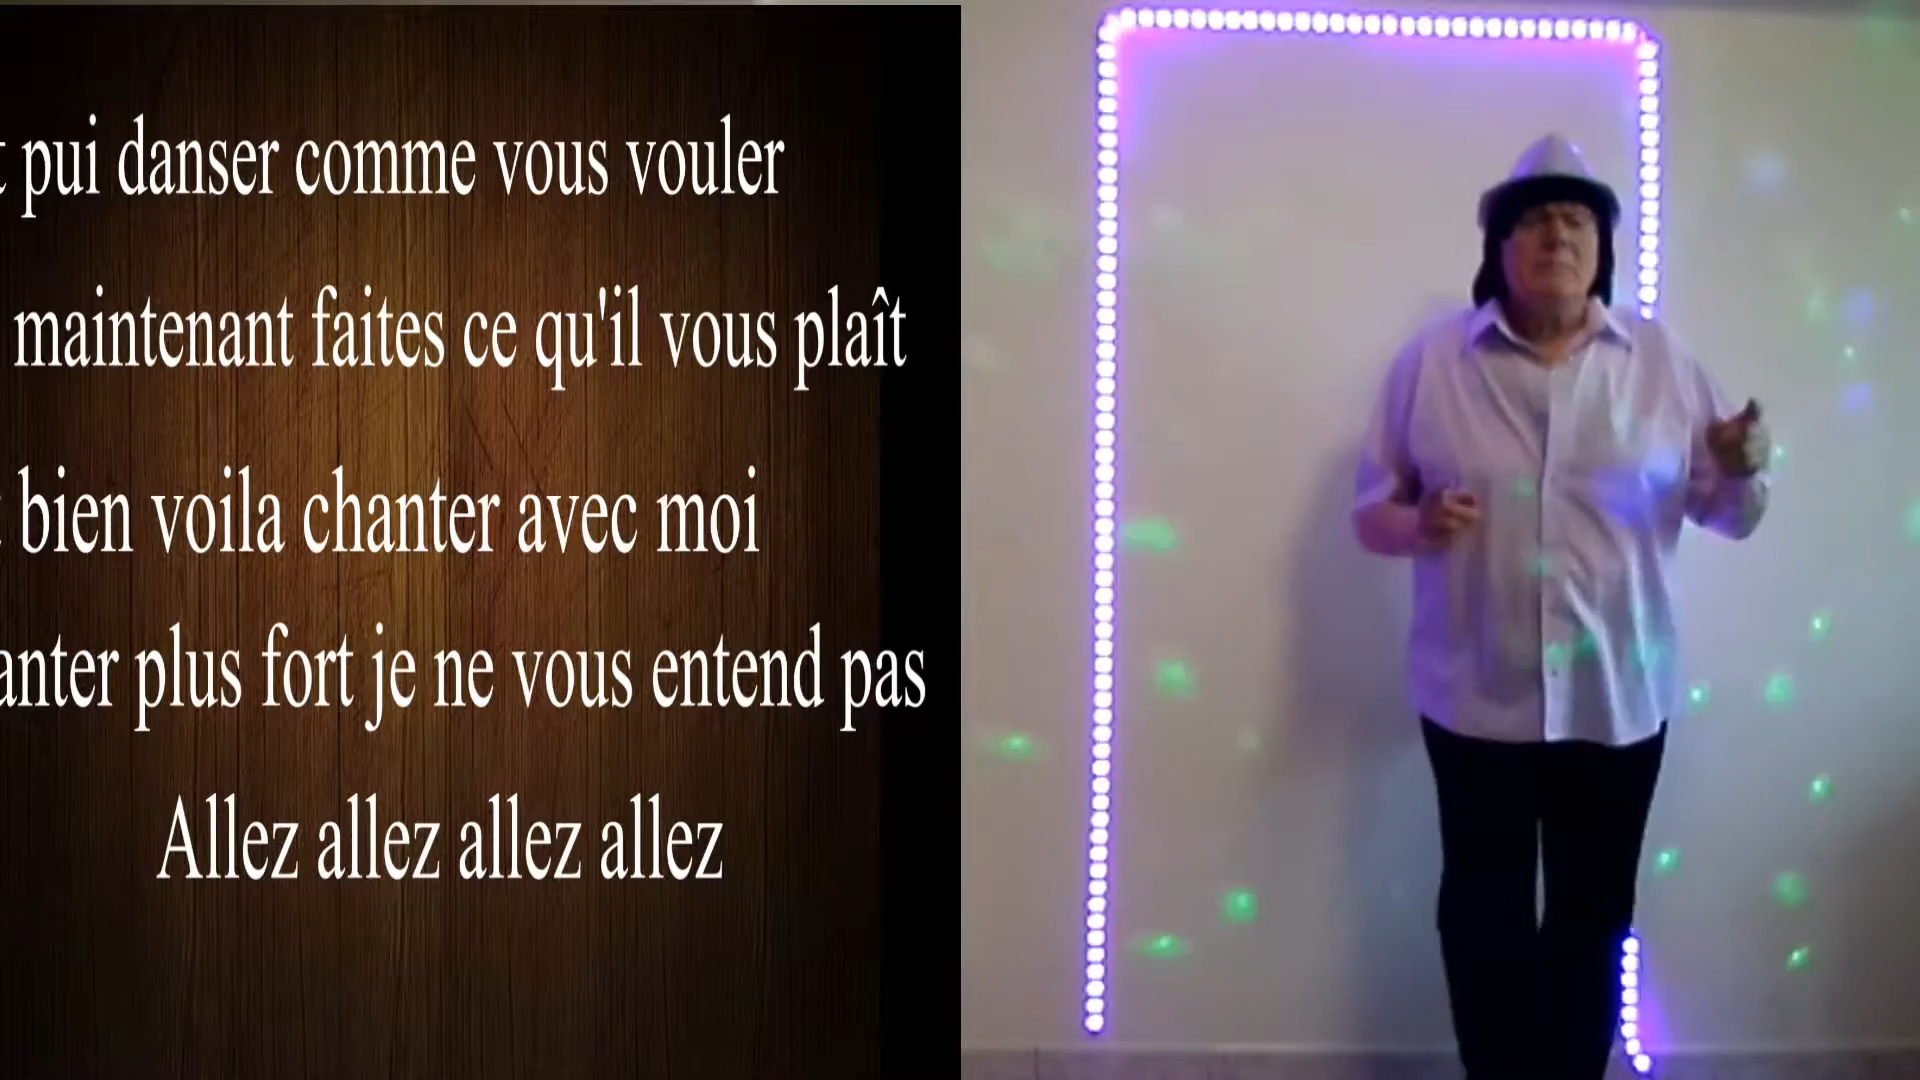 pui danser comme vous vouler
maintenant faites ce qu'il vous plaît
bien voila chanter avec moi
anter plus fort je ne vous entend pas
Allez allez allez allez